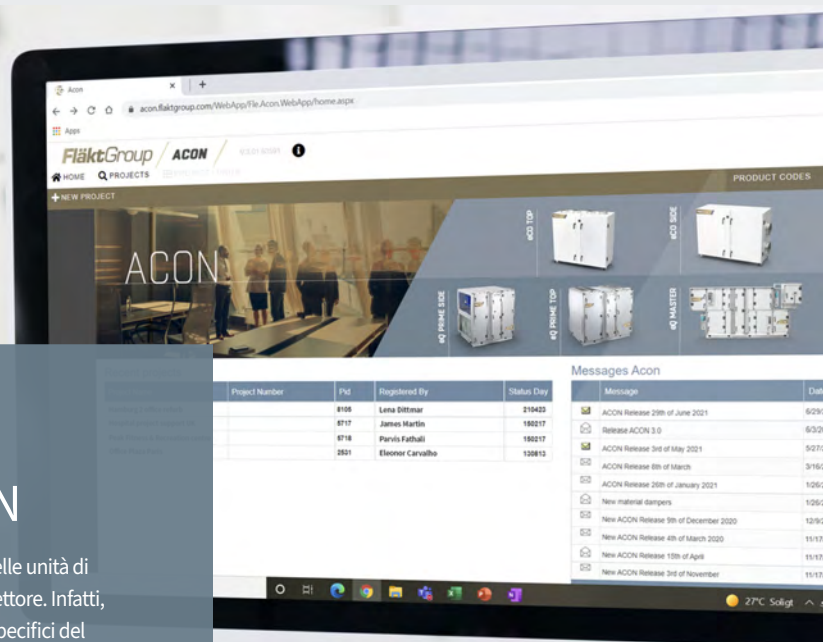 Acon
acon.flaktgroup.com/WebApp/Fle.Acon.WebApp/home.aspx
Apps
FläktGroup ACON
HOME PROJECTS
NEW PROJECT
PRODUCT CODES
ACON
eCO TOP
eCO SIDE
eQ PRIME SIDE
eQ PRIME TOP
eQ MASTER
Project Number Pid Registered By Status Day
8106 Lena Dittmar 210423
5717 James Martin 150217
5718 Parvis Fathali 150217
2531 Eleonor Carvalho 130813
Messages Acon
Message
ACON Release 29th of June 2021
Release ACON 3.0
ACON Release 3rd of May 2021
ACON Release 8th of March
ACON Release 26th of January 2021
New material dampers
New ACON Release 9th of December 2020
New ACON Release 4th of March 2020
New ACON Release 15th of April
New ACON Release 3rd of November
27°C Soligt
N
elle unità di
ettore. Infatti,
pecifici del